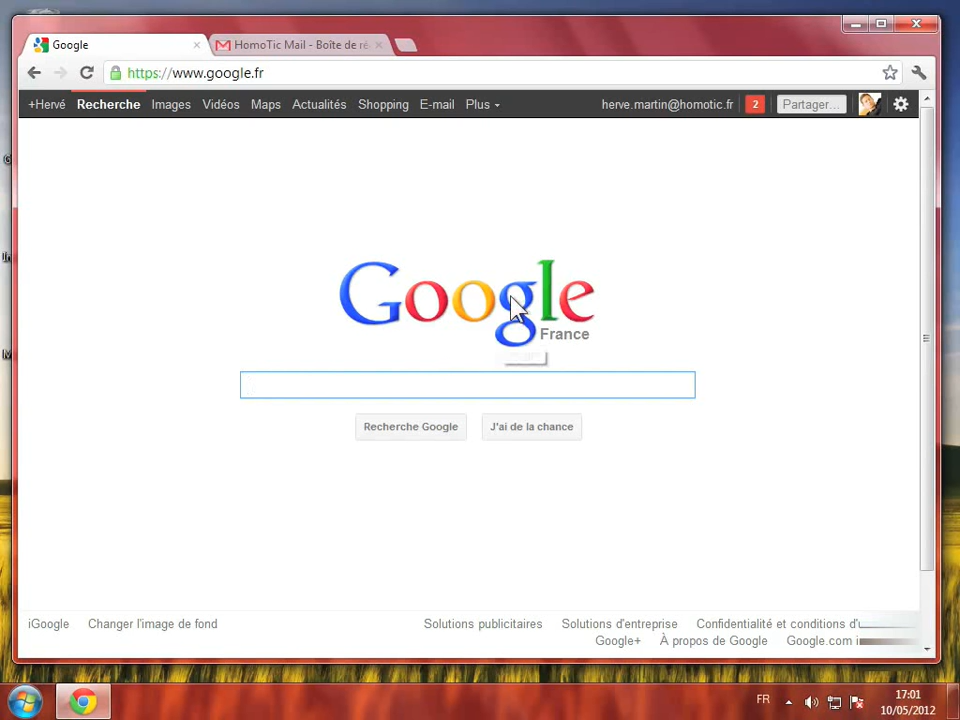 Google
HomoTic Mail - Boîte de ré
https://www.google.fr
+Hervé Recherche Images Vidéos Maps Actualités Shopping E-mail Plus herve.martin@homotic.fr 2 Partager...
Google
France
Recherche Google J'ai de la chance
iGoogle Changer l'image de fond Solutions publicitaires Solutions d'entreprise Confidentialité et conditions d'u
Google+ À propos de Google Google.com i
FR 17:01
10/05/2012